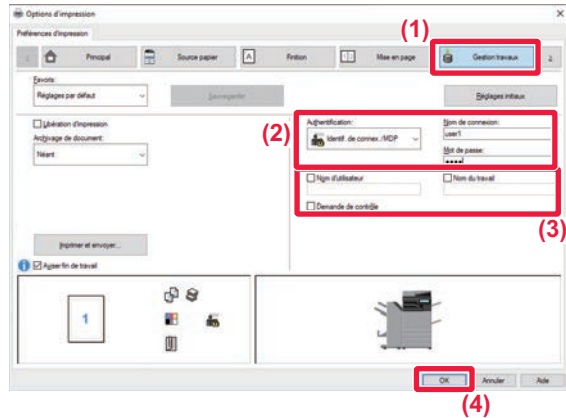 Options d'impression
Préférences d'impression
(1)
Principal
Source papier
A
Finition
Mise en page
Gestion travaux
Favoris:
Réglages par défaut
Sauvegarder
Réglages initiaux
Libération d'impression
Archivage de document:
Néant
(2)
Authentification:
Identif. de connex./MDP
Nom de connexion:
user1
Mot de passe:
••••
Nom d'utilisateur
Nom du travail
Demande de contrôle
(3)
Imprimer et envoyer...
Aviser fin de travail
1
OK
Annuler
Aide
(4)